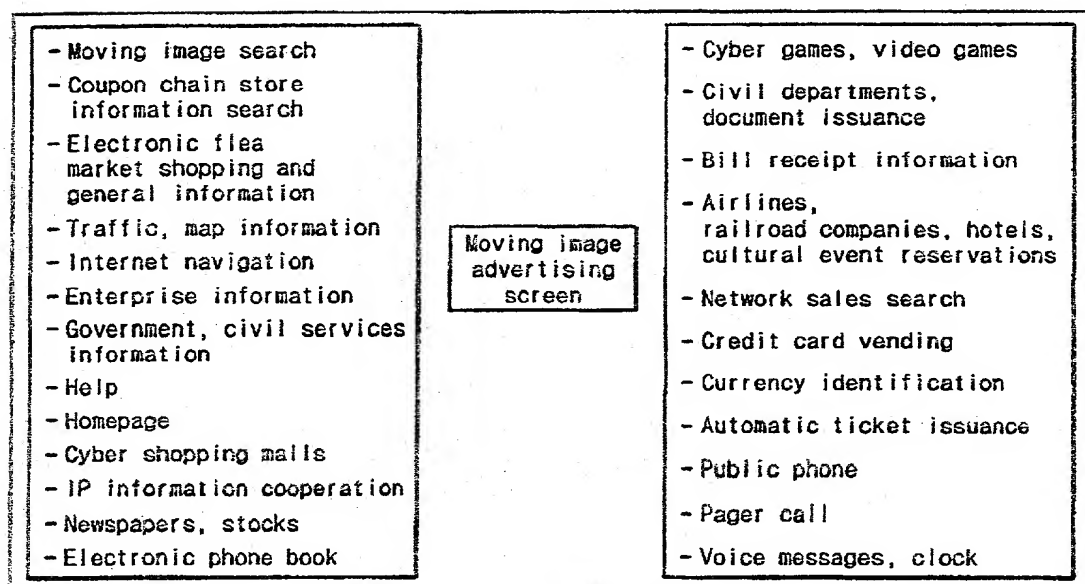 - Moving image search
- Coupon chain store
information search
- Electronic flea
market shopping and
general information
- Traffic, map information
- Internet navigation
- Enterprise information
- Government, civil services
information
- Help
- Homepage
- Cyber shopping malls
- IP information cooperation
- Newspapers, stocks
- Electronic phone book
Moving image
advertising
screen
- Cyber games, video games
- Civil departments,
document issuance
- Bill receipt information
- Airlines,
railroad companies, hotels,
cultural event reservations
- Network sales search
- Credit card vending
- Currency identification
- Automatic ticket issuance
- Public phone
- Pager call
- Voice messages, clock